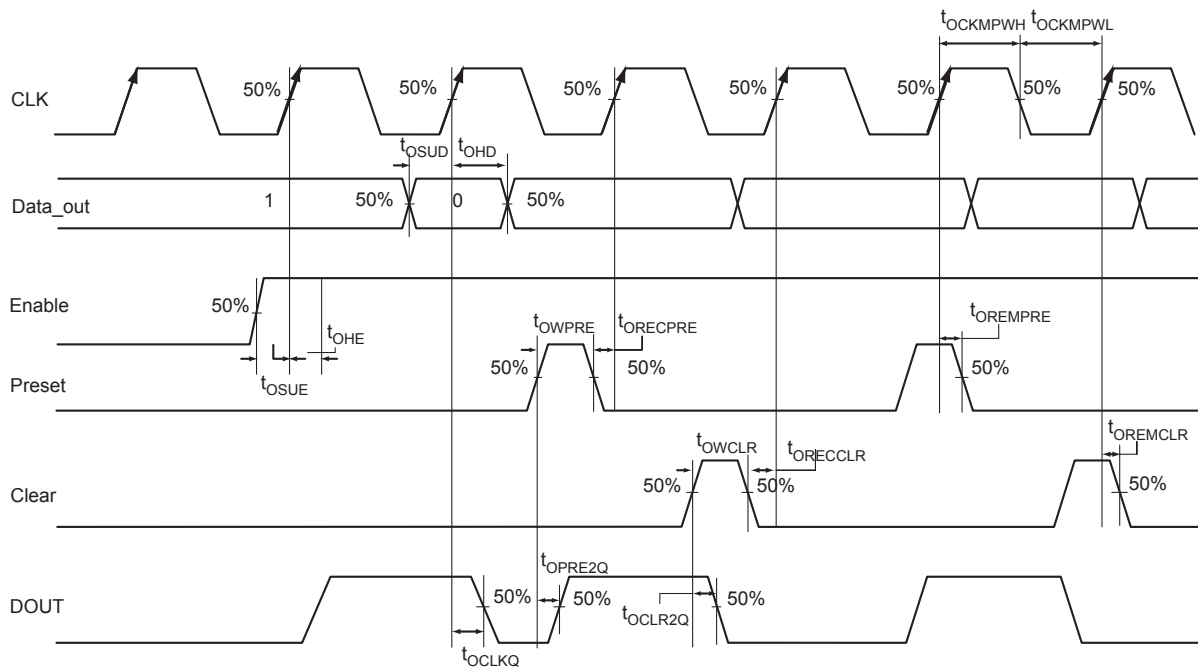 tOCKMPWH tOCKMPWL
CLK
50% 50% 50% 50% 50% 50% 50%
tOSUD tOHD
Data_out
1 50% 0 50%
Enable
50%
tOHE
tOSUE
tOWPRE tORECPRE
tOREMPRE
Preset
50% 50% 50%
tOWCLR tORECCLR
tOREMCLR
Clear
50% 50% 50%
tOPRE2Q
DOUT
50% 50% 50%
tOCLR2Q
tOCLKQ